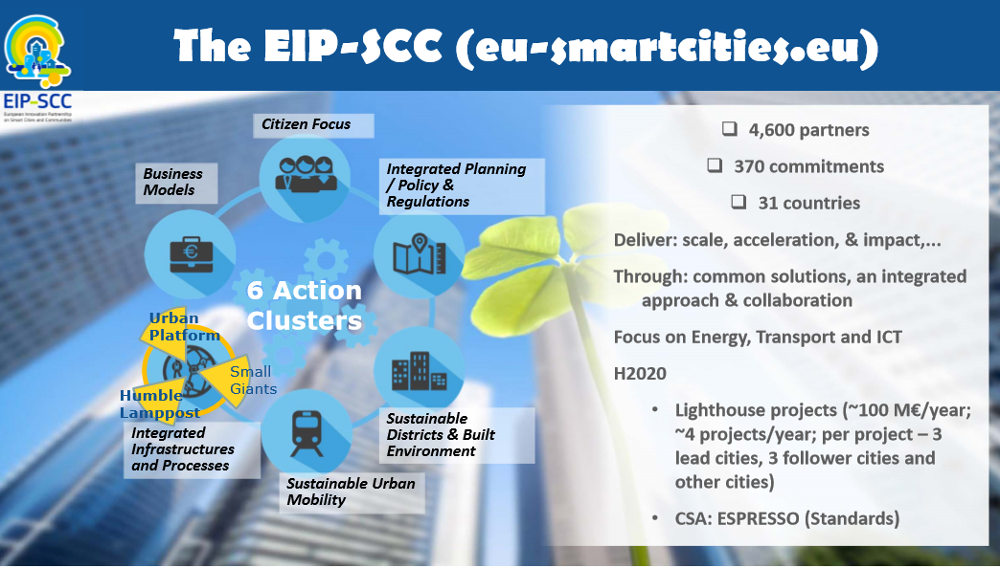 The EIP-SCC (eu-smartcities.eu)
EIP-SCC
European Innovation Partnership
on Smart Cities and Communities
Citizen Focus
Business
Models
Integrated Planning
/ Policy &
Regulations
6 Action
Clusters
Urban
Platform
Small
Giants
Humble
Lamppost
Integrated
Infrastructures
and Processes
Sustainable
Districts & Built
Environment
Sustainable Urban
Mobility
❑ 4,600 partners
❑ 370 commitments
❑ 31 countries
Deliver: scale, acceleration, & impact,...
Through: common solutions, an integrated
approach & collaboration
Focus on Energy, Transport and ICT
H2020
• Lighthouse projects (~100 M€/year;
~4 projects/year; per project – 3
lead cities, 3 follower cities and
other cities)
• CSA: ESPRESSO (Standards)